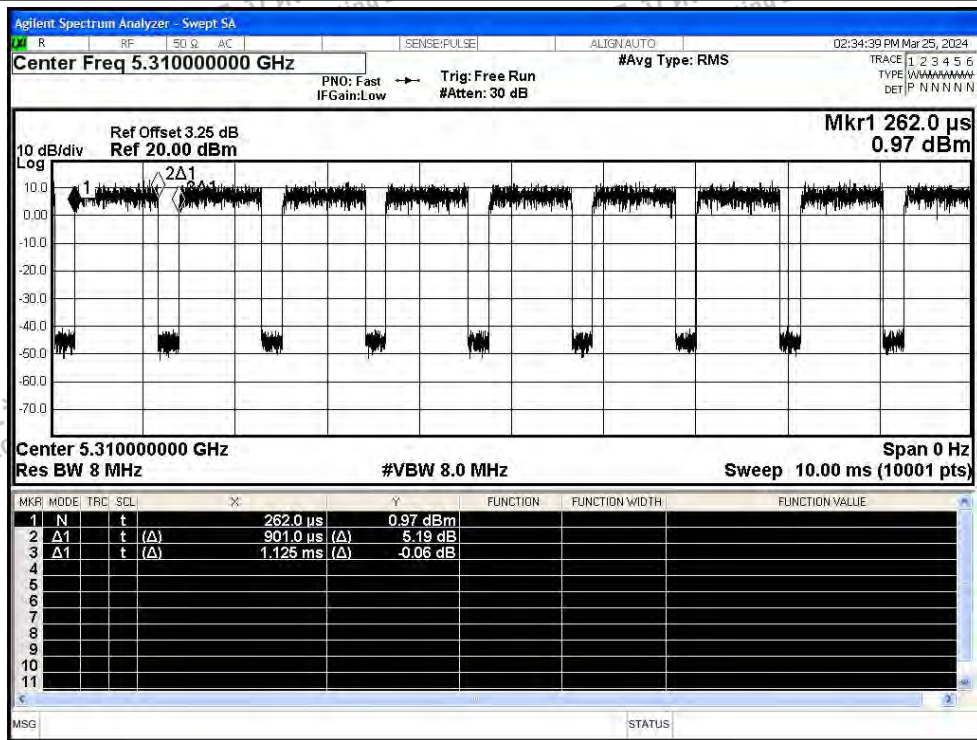 Agilent Spectrum Analyzer - Swept SA
R RF 50 Ω AC SENSE:PULSE ALIGN AUTO 02:34:39 PM Mar 25, 2024
Center Freq 5.310000000 GHz
PNO: Fast
IFGain:Low
Trig: Free Run
#Atten: 30 dB
#Avg Type: RMS
TRACE 1 2 3 4 5 6
TYPE WWWWWW
DET P N N N N N
Ref Offset 3.25 dB
10 dB/div Ref 20.00 dBm
Mkr1 262.0 µs
0.97 dBm
Log
10.0
0.00
-10.0
-20.0
-30.0
-40.0
-50.0
-60.0
-70.0
1 2Δ1 3Δ1
Center 5.310000000 GHz Span 0 Hz
Res BW 8 MHz #VBW 8.0 MHz Sweep 10.00 ms (10001 pts)
MKR MODE TRC SCL X Y FUNCTION FUNCTION WIDTH FUNCTION VALUE
1 N t 262.0 µs 0.97 dBm
2 Δ1 t (Δ) 901.0 µs (Δ) 5.19 dB
3 Δ1 t (Δ) 1.125 ms (Δ) -0.06 dB
4
5
6
7
8
9
10
11
MSG STATUS